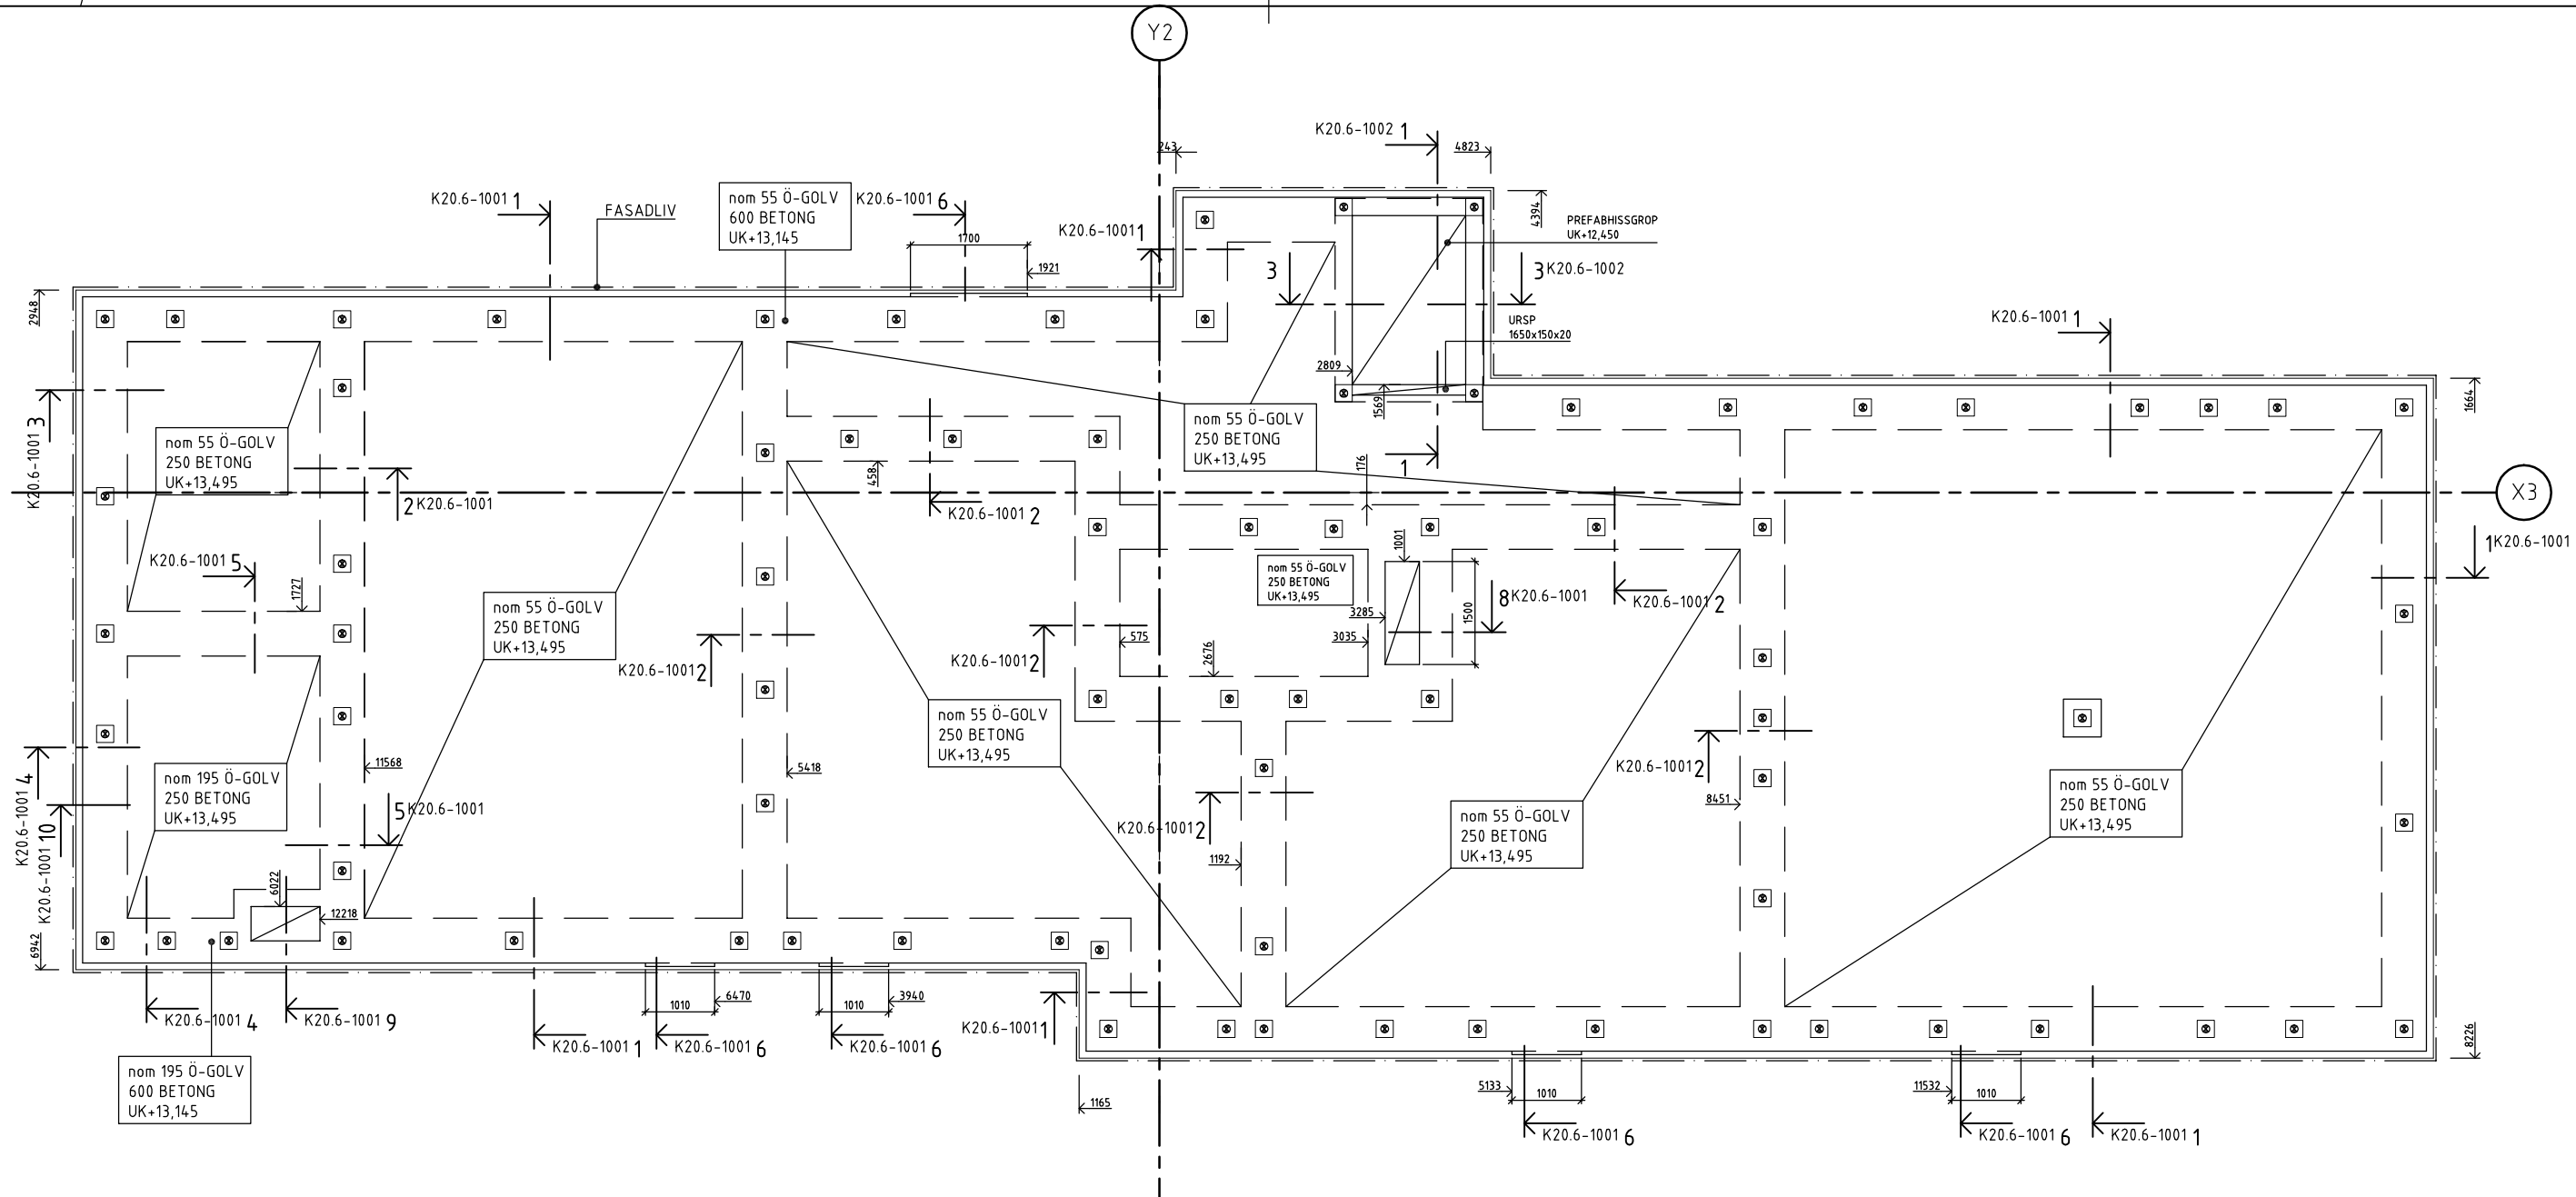 Y2
K20.6-1002 1
243
4823
K20.6-1001 1
FASADLIV
nom 55 Ö-GOLV
600 BETONG
UK+13,145
K20.6-1001 6
1700
1921
K20.6-1001 1
4394
PREFABHISSGROP
UK+12,450
3
3 K20.6-1002
2948
URSP
1650x150x20
K20.6-1001 1
2809
1569
1664
K20.6-1001 3
nom 55 Ö-GOLV
250 BETONG
UK+13,495
nom 55 Ö-GOLV
250 BETONG
UK+13,495
1
176
458
2 K20.6-1001
K20.6-1001 2
X3
1 K20.6-1001
K20.6-1001 5
1727
1001
nom 55 Ö-GOLV
250 BETONG
UK+13,495
8 K20.6-1001
K20.6-1001 2
1500
3285
3035
575
2676
nom 55 Ö-GOLV
250 BETONG
UK+13,495
K20.6-1001 2
K20.6-1001 2
nom 55 Ö-GOLV
250 BETONG
UK+13,495
11568
5418
K20.6-1001 2
8451
K20.6-1001 4
K20.6-1001 10
nom 195 Ö-GOLV
250 BETONG
UK+13,495
5 K20.6-1001
nom 55 Ö-GOLV
250 BETONG
UK+13,495
nom 55 Ö-GOLV
250 BETONG
UK+13,495
K20.6-1001 2
1192
6022
12218
6942
K20.6-1001 4
K20.6-1001 9
1010
6470
1010
3940
K20.6-1001 1
K20.6-1001 1
K20.6-1001 6
K20.6-1001 6
8226
nom 195 Ö-GOLV
600 BETONG
UK+13,145
1165
5133
1010
11532
1010
K20.6-1001 6
K20.6-1001 6
K20.6-1001 1